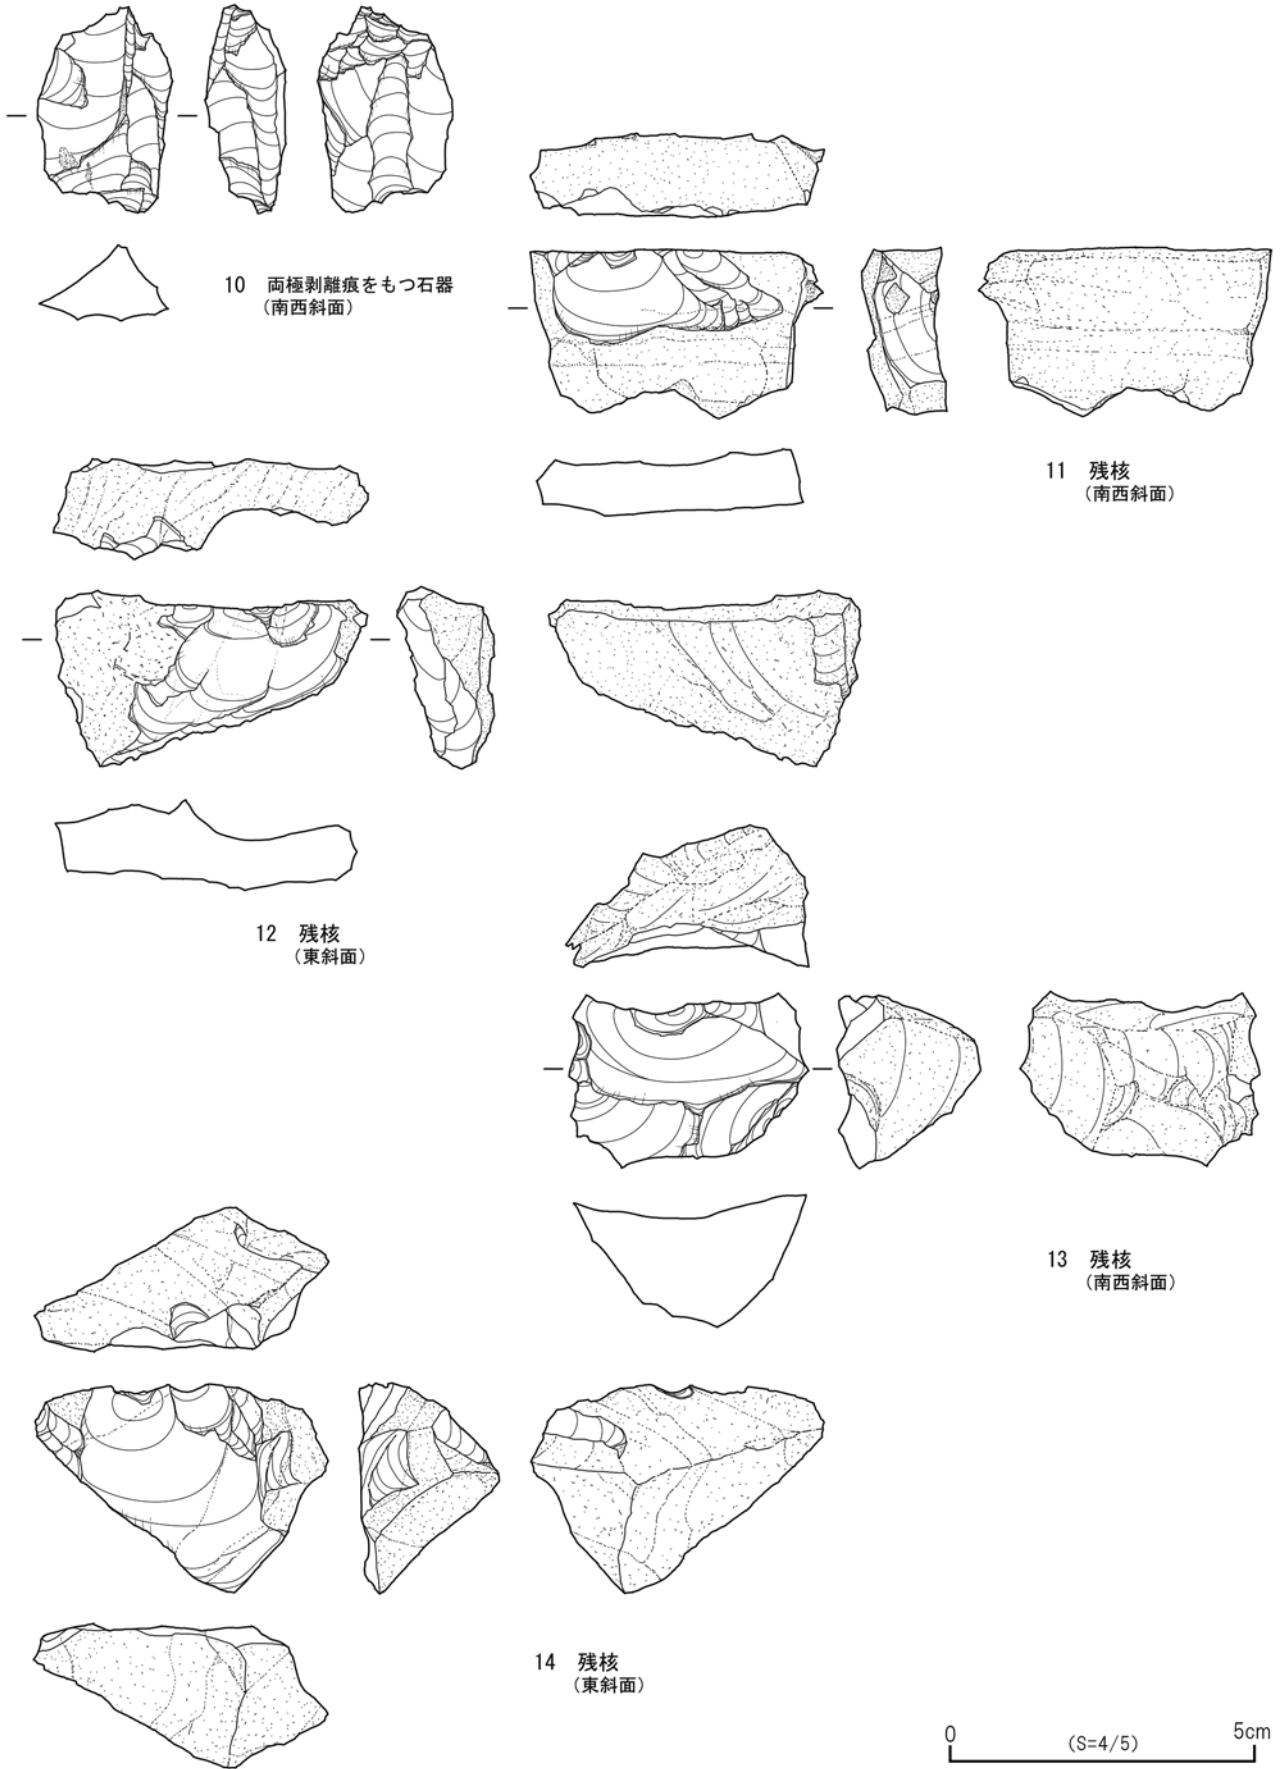 10 両極剥離痕をもつ石器
(南西斜面)
11 残核
(南西斜面)
12 残核
(東斜面)
13 残核
(南西斜面)
14 残核
(東斜面)
0 (S=4/5) 5cm